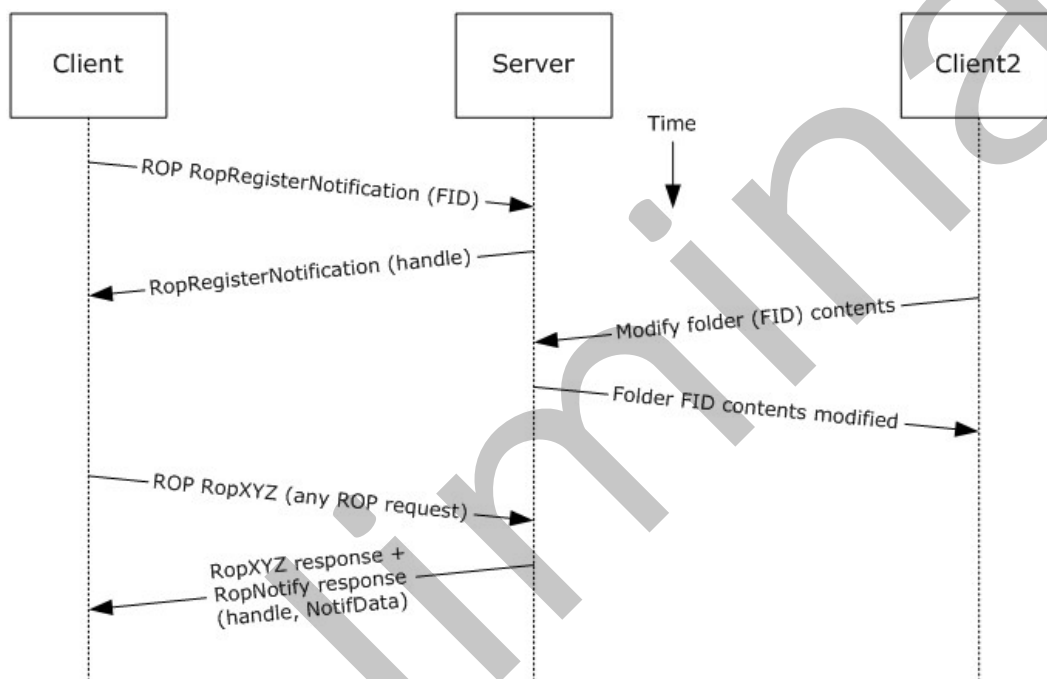 Client
Server
Client2
Time
ROP RopRegisterNotification (FID)
RopRegisterNotification (handle)
Modify folder (FID) contents
Folder FID contents modified
ROP RopXYZ (any ROP request)
RopXYZ response +
RopNotify response
(handle, NotifData)
limina